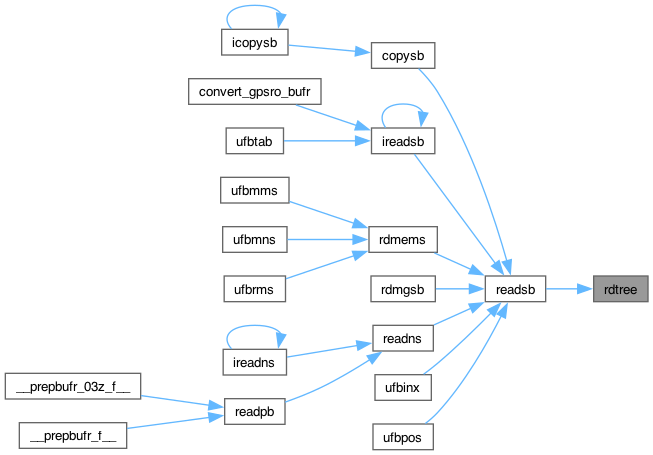 icopysb
copysb
convert_gpsro_bufr
ufbtab
ireadsb
ufbmms
ufbmns
rdmems
ufbrms
rdmgsb
readsb
rdtree
readns
ireadns
ufbinx
__prepbufr_03z_f__
readpb
__prepbufr_f__
ufbpos